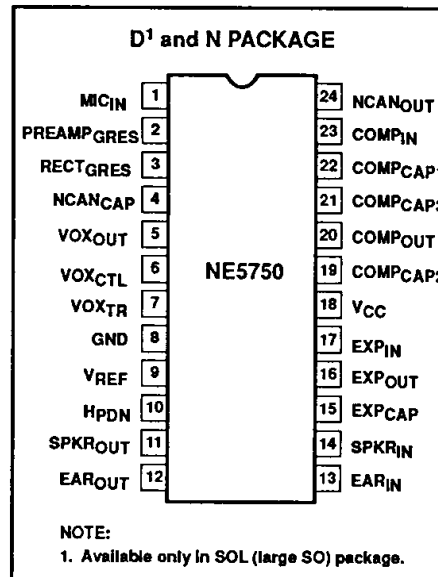 D1 and N PACKAGE
MICIN 1
PREAMPGRES 2
RECTGRES 3
NCANCAP 4
VOXOUT 5
VOXCTL 6
VOXTR 7
GND 8
VREF 9
HPDN 10
SPKROUT 11
EAROUT 12
NE5750
24 NCANOUT
23 COMPIN
22 COMPCAP1
21 COMPCAP3
20 COMPOUT
19 COMPCAP2
18 VCC
17 EXPIN
16 EXPOUT
15 EXPCAP
14 SPKRIN
13 EARIN
NOTE:
1. Available only in SOL (large SO) package.